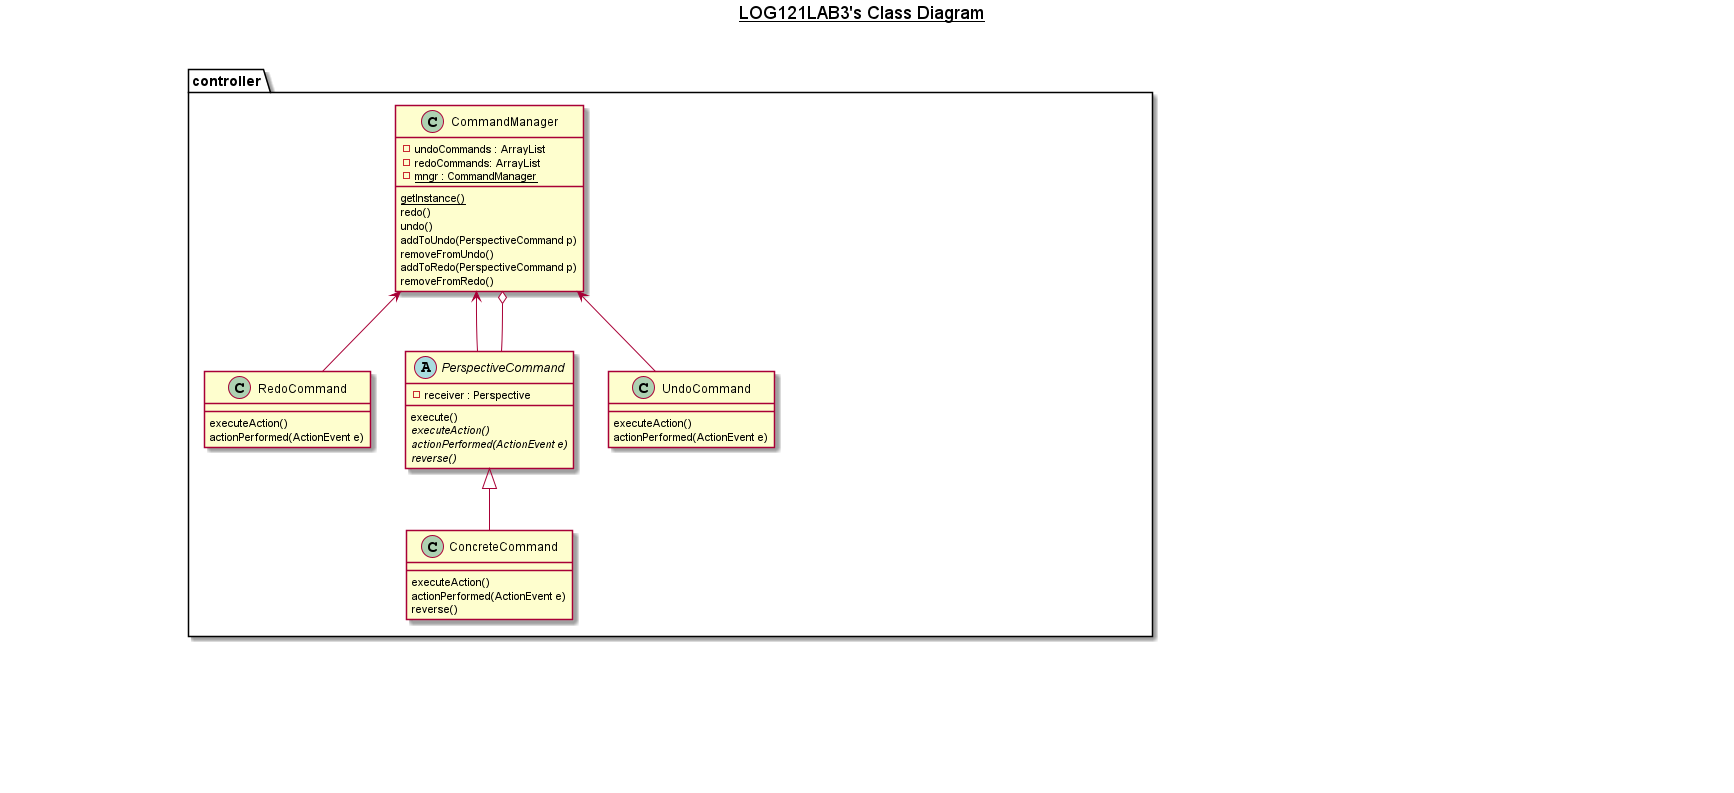 LOG121LAB3's Class Diagram
controller
C CommandManager
undoCommands : ArrayList
redoCommands: ArrayList
mngr : CommandManager
getInstance()
redo()
undo()
addToUndo(PerspectiveCommand p)
removeFromUndo()
addToRedo(PerspectiveCommand p)
removeFromRedo()
C RedoCommand
executeAction()
actionPerformed(ActionEvent e)
A PerspectiveCommand
receiver : Perspective
execute()
executeAction()
actionPerformed(ActionEvent e)
reverse()
C UndoCommand
executeAction()
actionPerformed(ActionEvent e)
C ConcreteCommand
executeAction()
actionPerformed(ActionEvent e)
reverse()